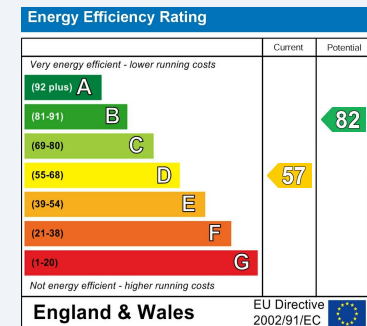 Energy Efficiency Rating
Current Potential
Very energy efficient - lower running costs
(92 plus) A
(81-91) B
82
(69-80) C
(55-68) D
57
(39-54) E
(21-38) F
(1-20) G
Not energy efficient - higher running costs
England & Wales
EU Directive
2002/91/EC